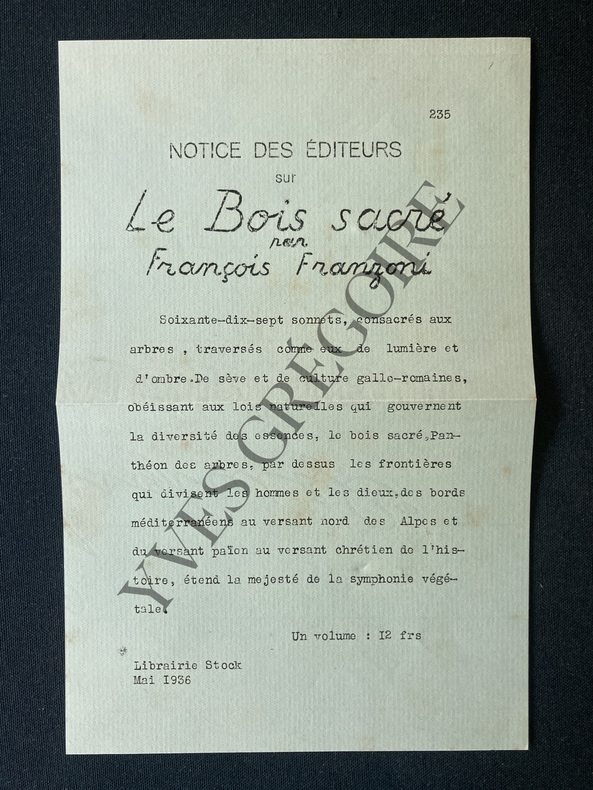 235
NOTICE DES ÉDITEURS
sur
Le Bois sacré
par
François Franzoni
Soixante-dix-sept sonnets, consacrés aux
arbres , traversés comme eux de lumière et
d'ombre.De sève et de culture gallo-romaines,
obéissant aux lois naturelles qui gouvernent
la diversité des essences, le bois sacré,Pan-
théon des arbres, par dessus les frontières
qui divisent les hommes et les dieux,des bords
méditerranéens au versant nord des Alpes et
du versant païen au versant chrétien de l'his-
toire, étend la mejesté de la symphonie végé-
tale.
Un volume : I2 frs
Librairie Stock
Mai I936
YVES GRÉGOIRE